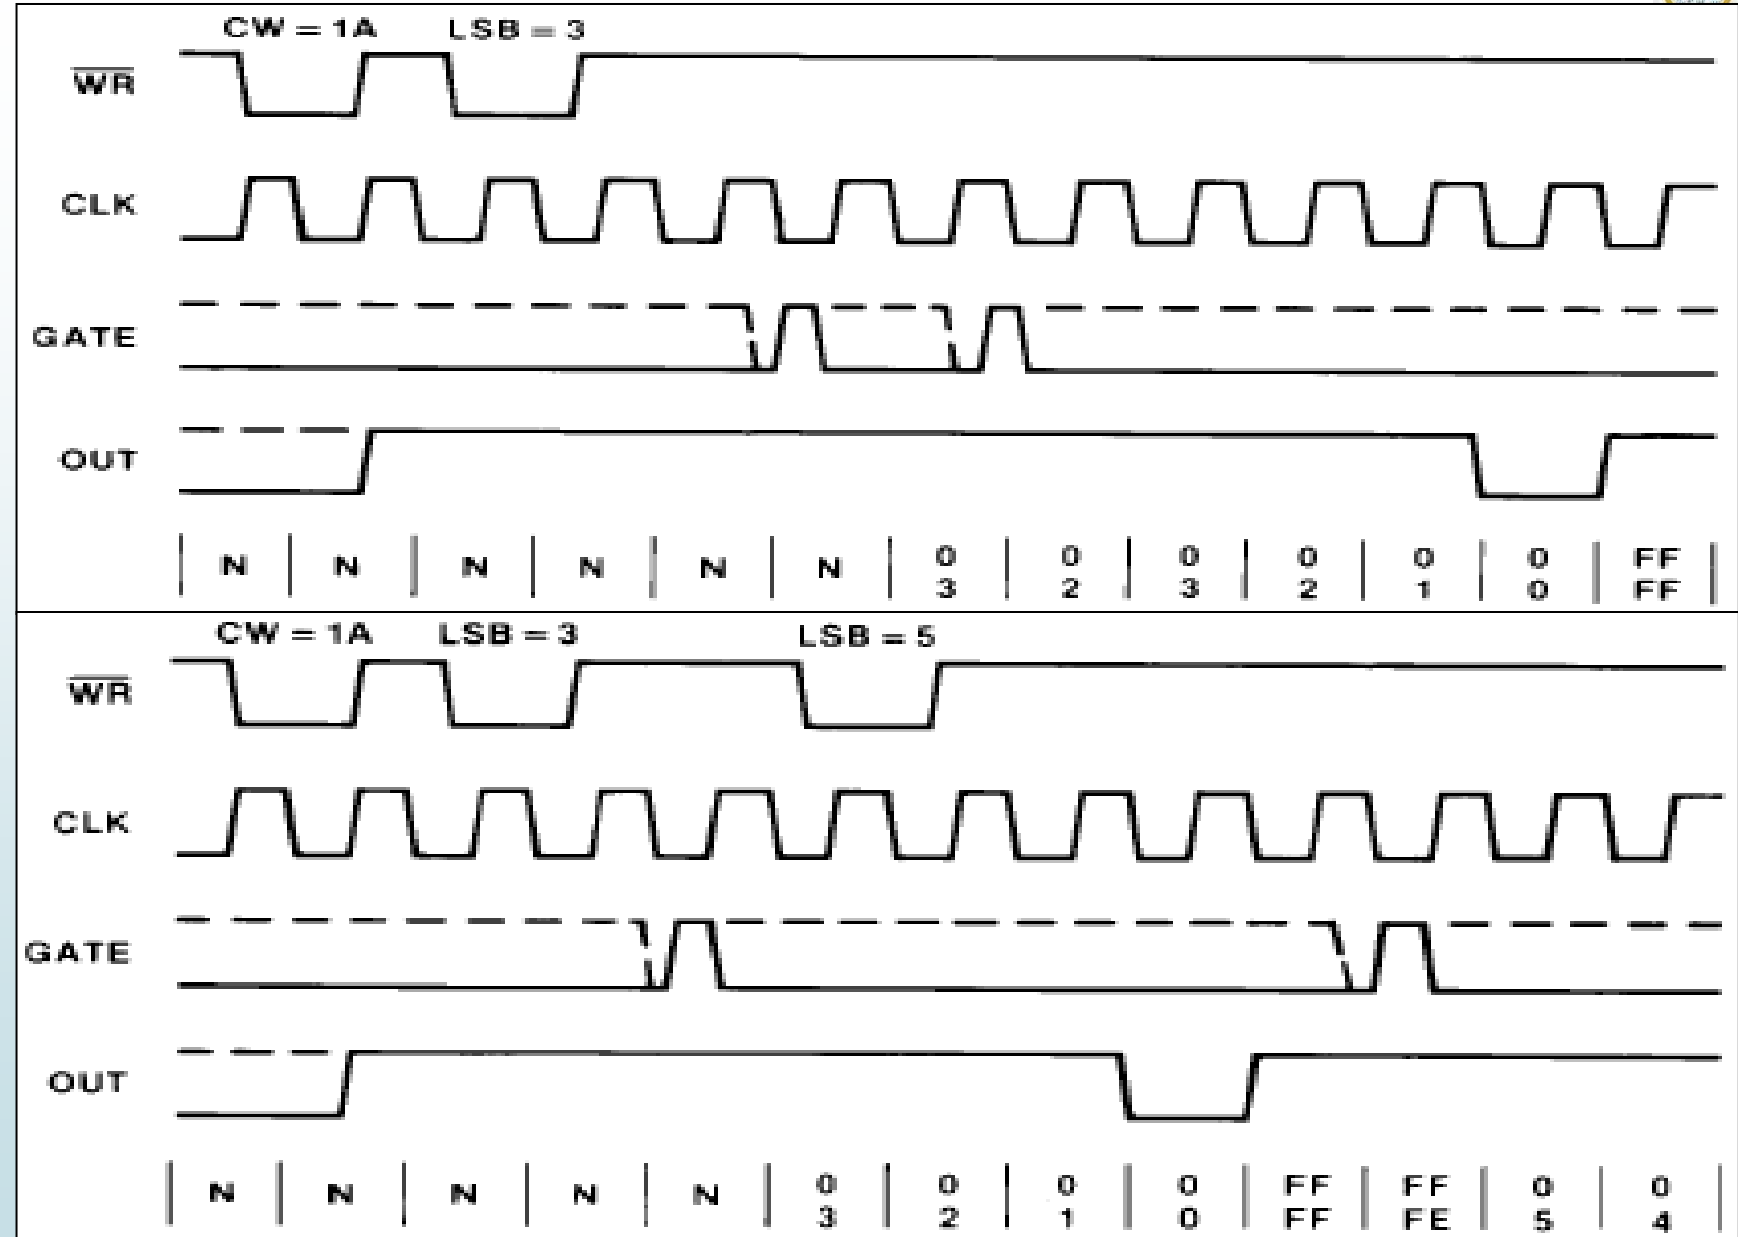 CW = 1A LSB = 3
WR
CLK
GATE
OUT
N N N N N N 0 0 0 0 0 0 FF
3 2 3 2 1 0 FF
CW = 1A LSB = 3 LSB = 5
WR
CLK
GATE
OUT
N N N N N 0 0 0 0 FF FF 0 0
3 2 1 0 FF FE 5 4